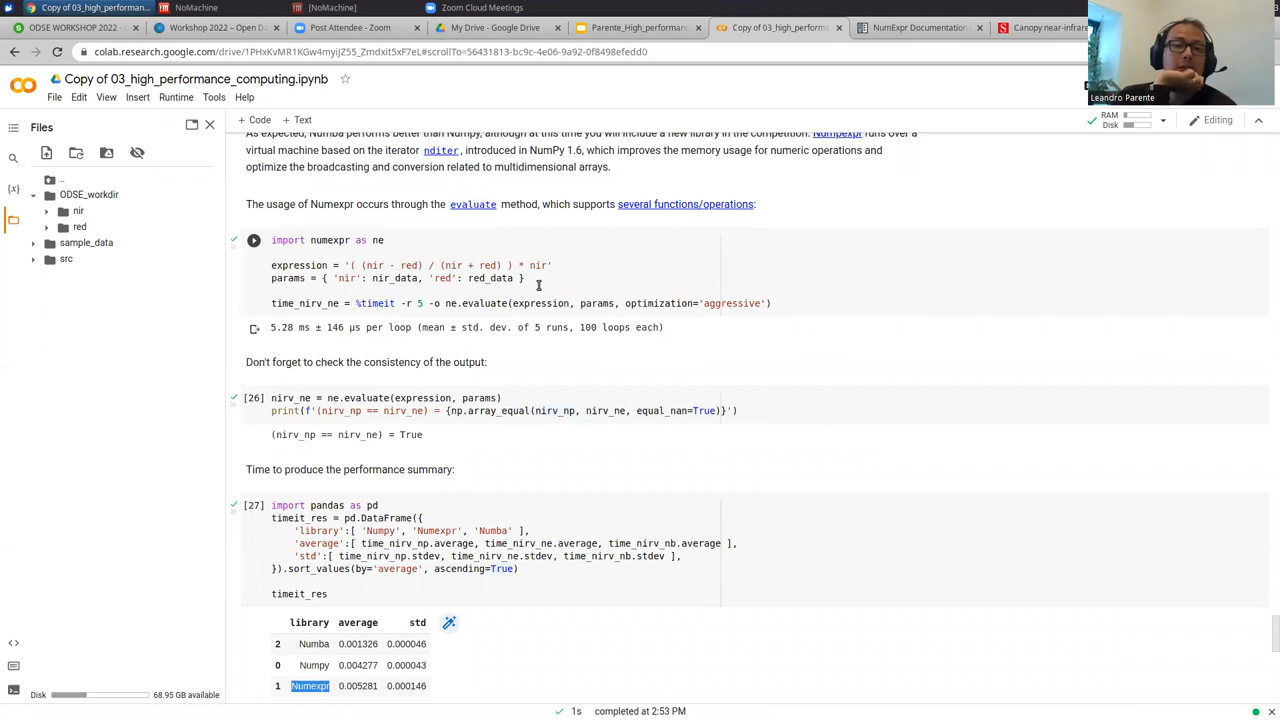 Copy of 03_high_performan...
NoMachine
[NoMachine]
Zoom Cloud Meetings
ODSE WORKSHOP 2022 –
Workshop 2022 – Open Da
Post Attendee - Zoom
My Drive - Google Drive
Parente_High_performance
Copy of 03_high_performan
NumExpr Documentation
Canopy near-infrare
colab.research.google.com/drive/1PHxKvMR1KGw4myiJZ55_Zmdxit5xF7eL#scrollTo=56431813-bc9c-4e06-9a92-0f8498efedd0
Copy of 03_high_performance_computing.ipynb
File Edit View Insert Runtime Tools Help
Leandro Parente
RAM
Disk
Editing
Files
+ Code + Text
..
ODSE_workdir
nir
red
sample_data
src
Disk 68.95 GB available
As expected, Numba performs better than Numpy, although at this time you will include a new library in the competition. Numpexpr runs over a
virtual machine based on the iterator nditer, introduced in NumPy 1.6, which improves the memory usage for numeric operations and
optimize the broadcasting and conversion related to multidimensional arrays.
The usage of Numexpr occurs through the evaluate method, which supports several functions/operations:
import numexpr as ne
expression = '( (nir - red) / (nir + red) ) * nir'
params = { 'nir': nir_data, 'red': red_data }
time_nirv_ne = %timeit -r 5 -o ne.evaluate(expression, params, optimization='aggressive')
5.28 ms ± 146 µs per loop (mean ± std. dev. of 5 runs, 100 loops each)
Don't forget to check the consistency of the output:
[26] nirv_ne = ne.evaluate(expression, params)
print(f'(nirv_np == nirv_ne) = {np.array_equal(nirv_np, nirv_ne, equal_nan=True)}')
(nirv_np == nirv_ne) = True
Time to produce the performance summary:
[27] import pandas as pd
timeit_res = pd.DataFrame({
'library':[ 'Numpy', 'Numexpr', 'Numba' ],
'average':[ time_nirv_np.average, time_nirv_ne.average, time_nirv_nb.average ],
'std':[ time_nirv_np.stdev, time_nirv_ne.stdev, time_nirv_nb.stdev ],
}).sort_values(by='average', ascending=True)
timeit_res
library average std
2 Numba 0.001326 0.000046
0 Numpy 0.004277 0.000043
1 Numexpr 0.005281 0.000146
1s completed at 2:53 PM